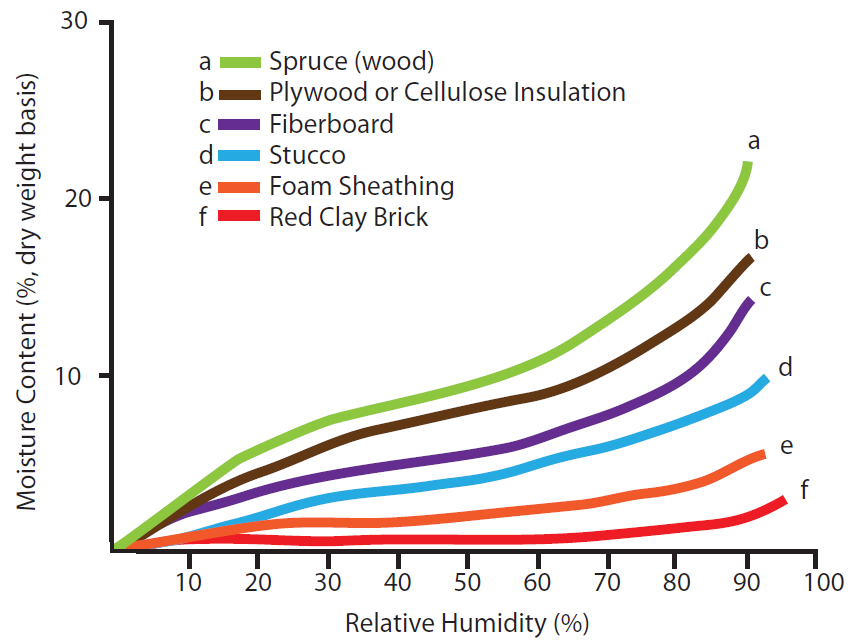 30
20
10
Moisture Content (%, dry weight basis)
a Spruce (wood)
b Plywood or Cellulose Insulation
c Fiberboard
d Stucco
e Foam Sheathing
f Red Clay Brick
a
b
c
d
e
f
10 20 30 40 50 60 70 80 90 100
Relative Humidity (%)